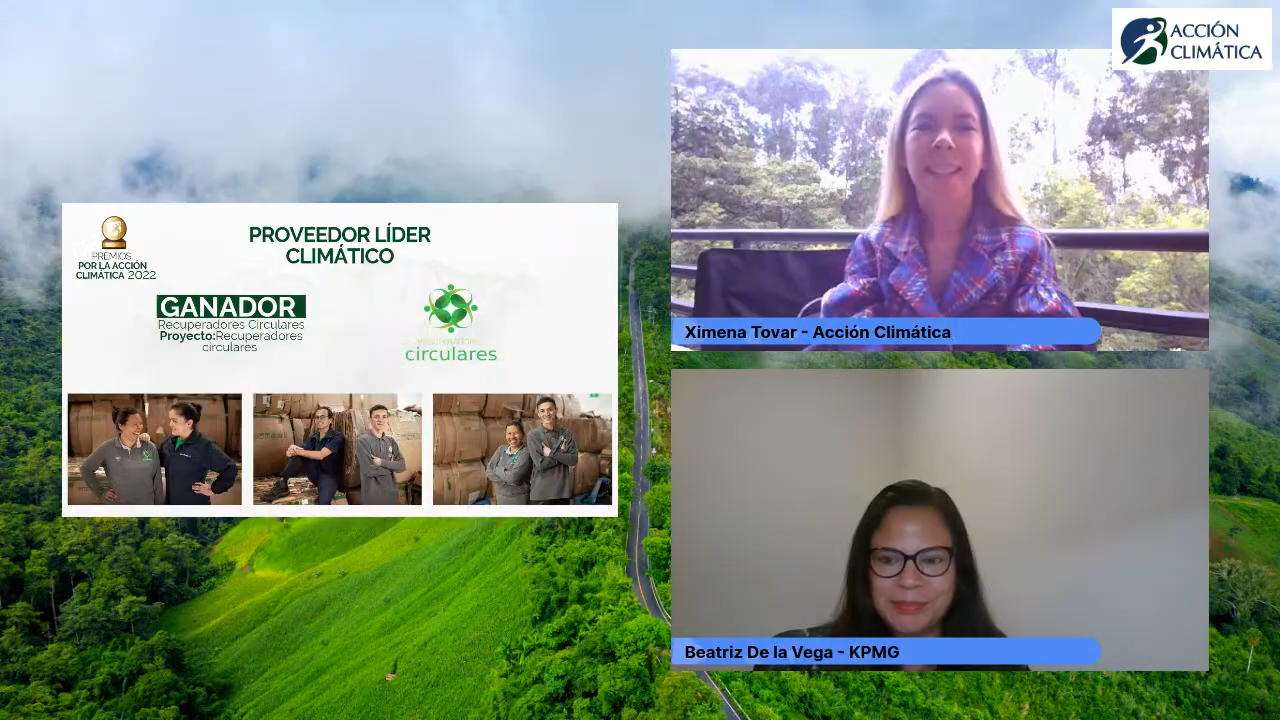 ACCIÓN
CLIMÁTICA
PREMIOS
POR LA ACCIÓN
CLIMÁTICA 2022
PROVEEDOR LÍDER
CLIMÁTICO
GANADOR
Recuperadores Circulares
Proyecto:Recuperadores
circulares
RECUPERADORES
circulares
Ximena Tovar - Acción Climática
Beatriz De la Vega - KPMG